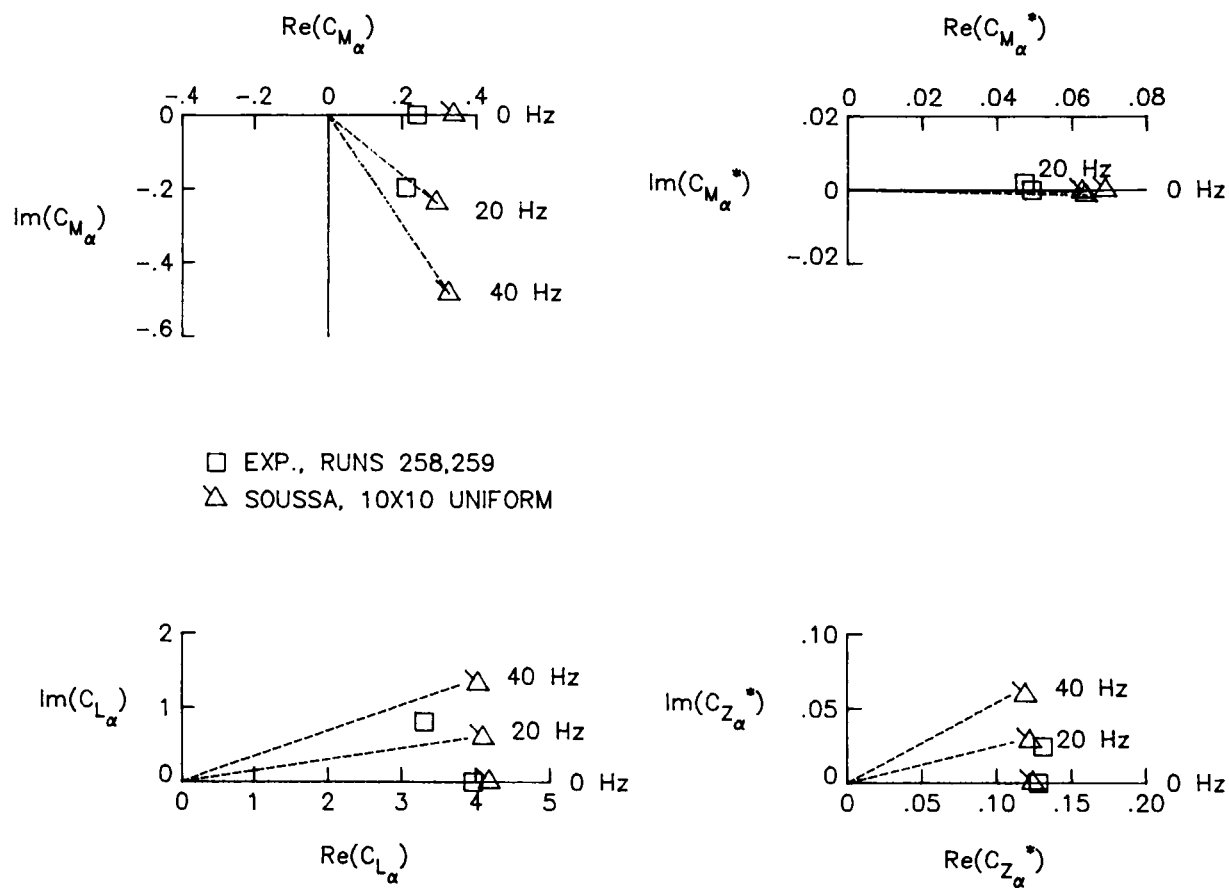 Re(C_Mα)
-.4 -.2 0 .2 .4
0
-.2
-.4
-.6
Im(C_Mα)
0 Hz
20 Hz
40 Hz
Re(C_Mα*)
0 .02 .04 .06 .08
.02
0
-.02
Im(C_Mα*)
20 Hz
0 Hz
EXP., RUNS 258,259
SOUSSA, 10X10 UNIFORM
2
1
0
Im(C_Lα)
40 Hz
20 Hz
0 Hz
0 1 2 3 4 5
Re(C_Lα)
.10
.05
0
Im(C_Zα*)
40 Hz
20 Hz
0 Hz
0 .05 .10 .15 .20
Re(C_Zα*)